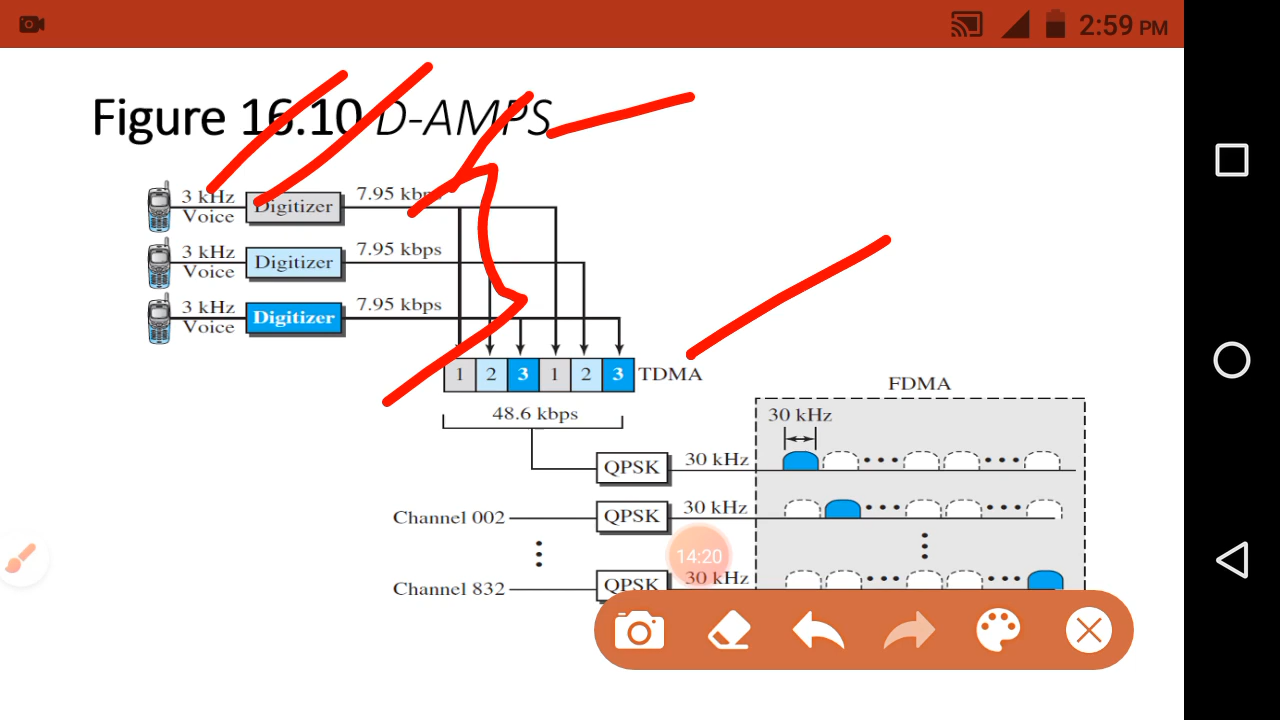 2:59 PM
Figure 16.10 D-AMPS
3 kHz
Voice
Digitizer
7.95 kbps
3 kHz
Voice
Digitizer
7.95 kbps
3 kHz
Voice
Digitizer
7.95 kbps
1 2 3 1 2 3 TDMA
48.6 kbps
FDMA
30 kHz
QPSK 30 kHz
Channel 002 QPSK 30 kHz
14:20
Channel 832 QPSK 30 kHz